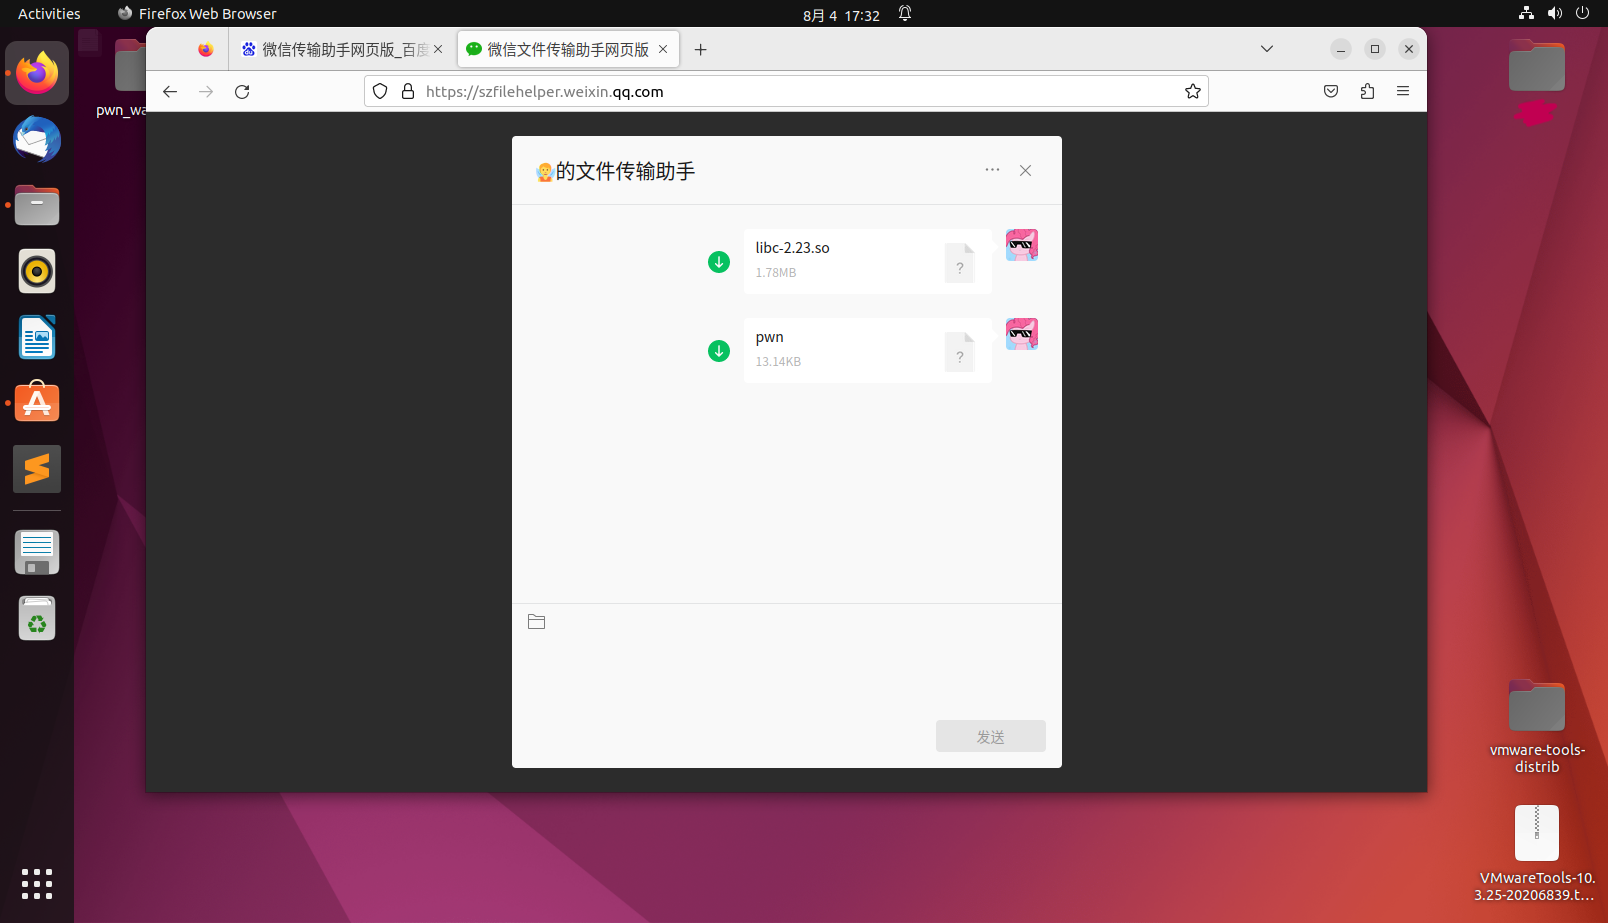 Activities
Firefox Web Browser
8月 4 17:32
微信传输助手网页版_百度
微信文件传输助手网页版
https://szfilehelper.weixin.qq.com
pwn_wa
的文件传输助手
libc-2.23.so
1.78MB
?
pwn
13.14KB
?
发送
vmware-tools-
distrib
VMwareTools-10.
3.25-20206839.t...